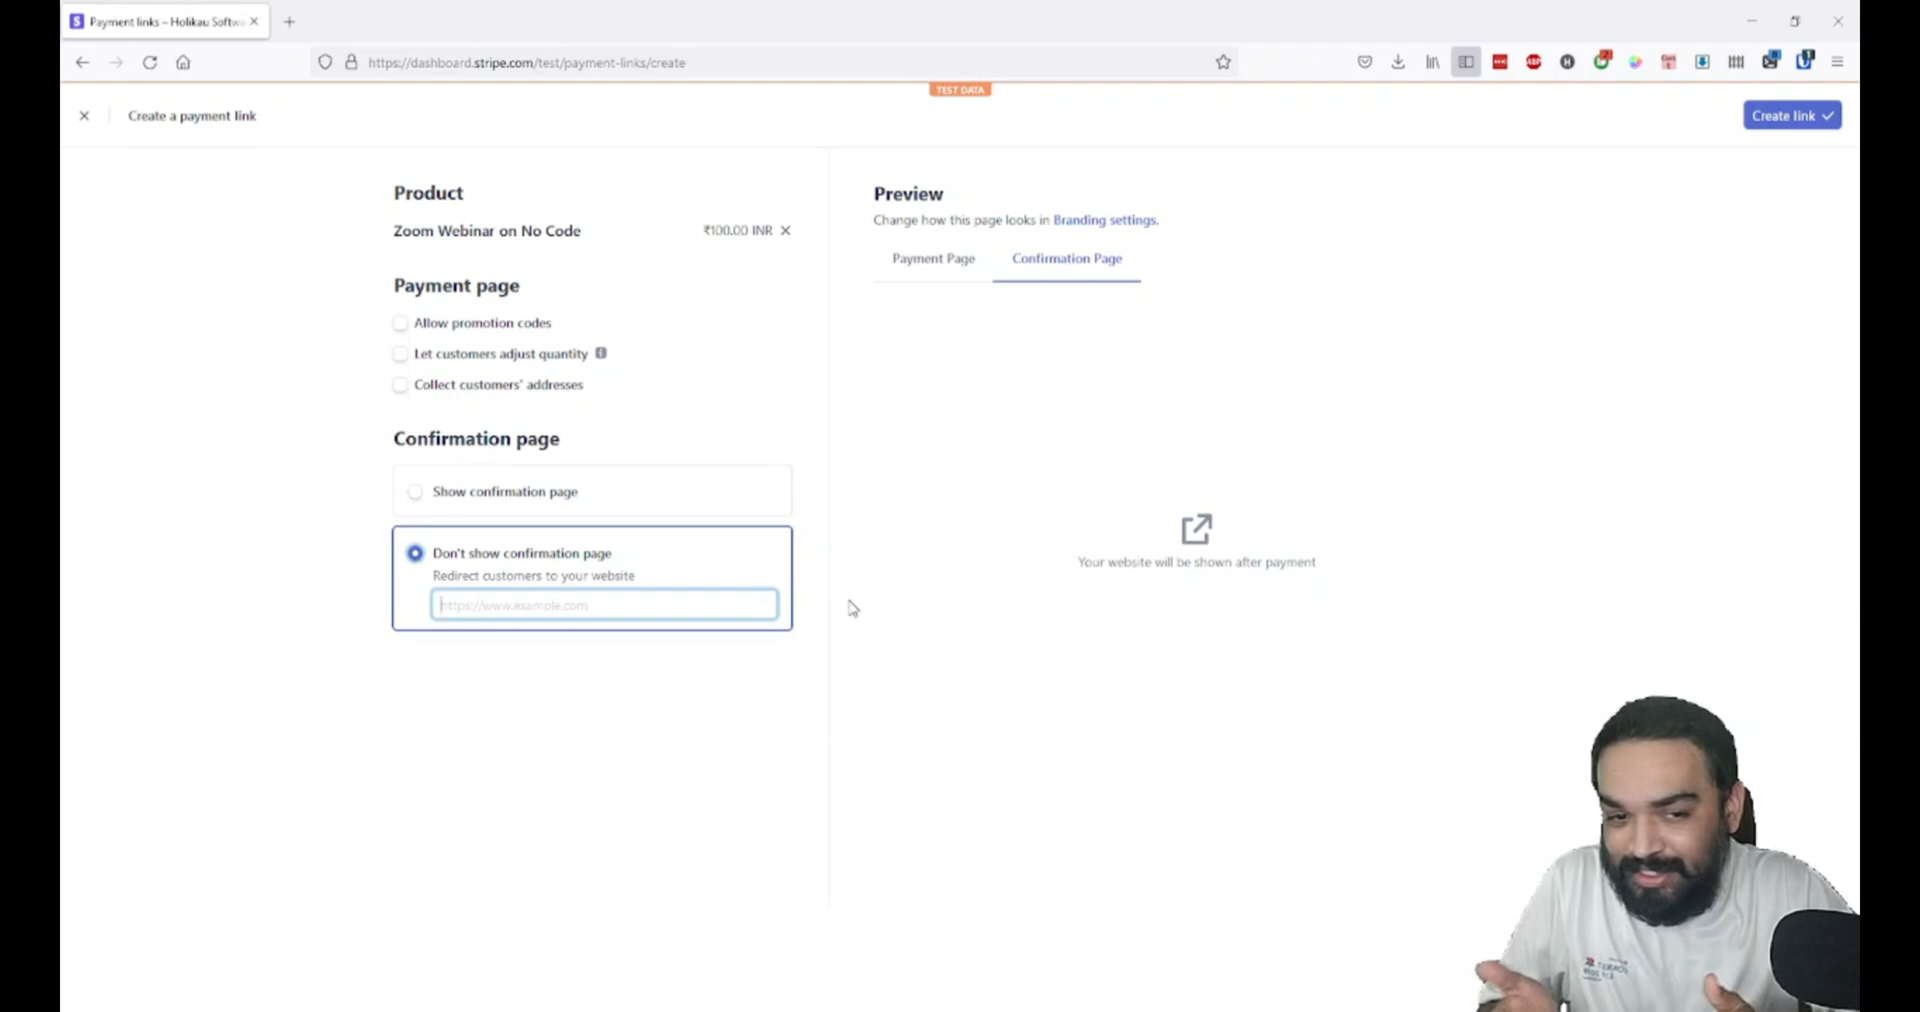 Payment links – Holikau Softwa
https://dashboard.stripe.com/test/payment-links/create
TEST DATA
Create a payment link
Create link
Product
Zoom Webinar on No Code
₹100.00 INR
Payment page
Allow promotion codes
Let customers adjust quantity
Collect customers' addresses
Confirmation page
Show confirmation page
Don't show confirmation page
Redirect customers to your website
https://www.example.com
Preview
Change how this page looks in Branding settings.
Payment Page
Confirmation Page
Your website will be shown after payment
ABP